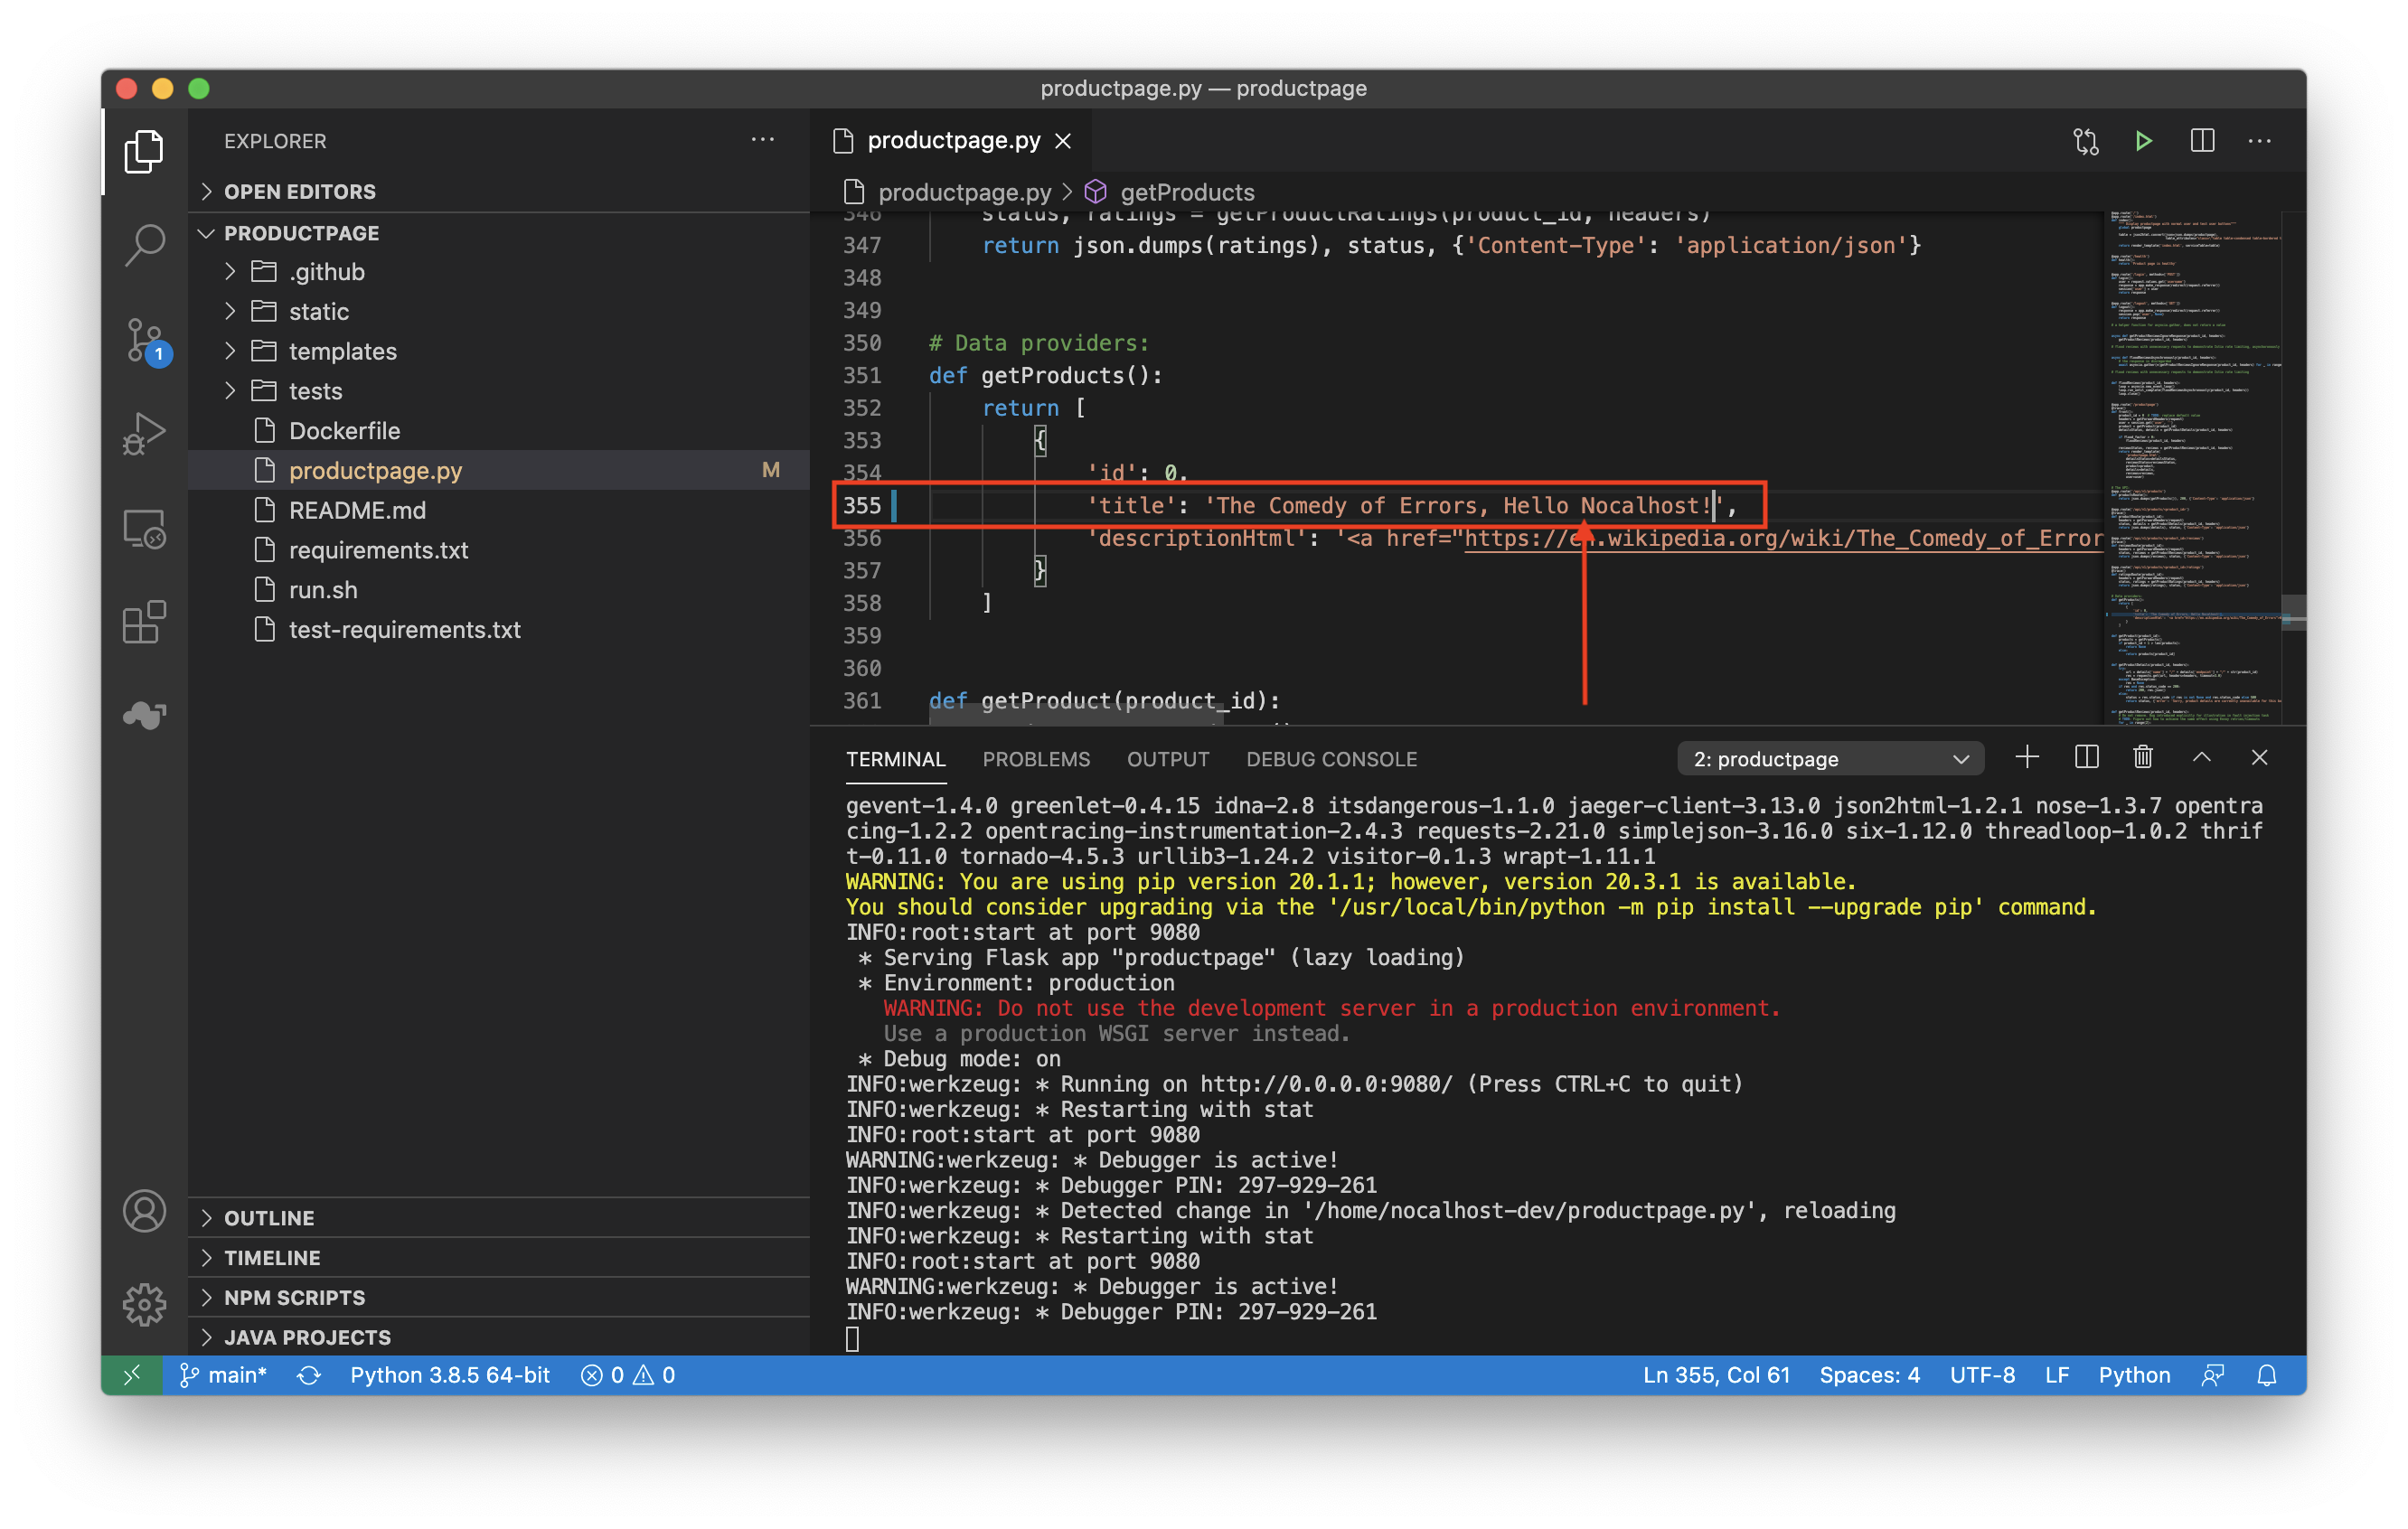 productpage.py — productpage
EXPLORER
OPEN EDITORS
PRODUCTPAGE
.github
static
templates
tests
Dockerfile
productpage.py M
README.md
requirements.txt
run.sh
test-requirements.txt
OUTLINE
TIMELINE
NPM SCRIPTS
JAVA PROJECTS
1
productpage.py
productpage.py > getProducts
346 status, ratings = getProductRatings(product_id, headers)
347 return json.dumps(ratings), status, {'Content-Type': 'application/json'}
348
349
350 # Data providers:
351 def getProducts():
352 return [
353 {
354 'id': 0,
355 'title': 'The Comedy of Errors, Hello Nocalhost!',
356 'descriptionHtml': '<a href="https://en.wikipedia.org/wiki/The_Comedy_of_Error
357 }
358 ]
359
360
361 def getProduct(product_id):
TERMINAL PROBLEMS OUTPUT DEBUG CONSOLE 2: productpage
gevent-1.4.0 greenlet-0.4.15 idna-2.8 itsdangerous-1.1.0 jaeger-client-3.13.0 json2html-1.2.1 nose-1.3.7 opentra
cing-1.2.2 opentracing-instrumentation-2.4.3 requests-2.21.0 simplejson-3.16.0 six-1.12.0 threadloop-1.0.2 thrif
t-0.11.0 tornado-4.5.3 urllib3-1.24.2 visitor-0.1.3 wrapt-1.11.1
WARNING: You are using pip version 20.1.1; however, version 20.3.1 is available.
You should consider upgrading via the '/usr/local/bin/python -m pip install --upgrade pip' command.
INFO:root:start at port 9080
* Serving Flask app "productpage" (lazy loading)
* Environment: production
WARNING: Do not use the development server in a production environment.
Use a production WSGI server instead.
* Debug mode: on
INFO:werkzeug: * Running on http://0.0.0.0:9080/ (Press CTRL+C to quit)
INFO:werkzeug: * Restarting with stat
INFO:root:start at port 9080
WARNING:werkzeug: * Debugger is active!
INFO:werkzeug: * Debugger PIN: 297-929-261
INFO:werkzeug: * Detected change in '/home/nocalhost-dev/productpage.py', reloading
INFO:werkzeug: * Restarting with stat
INFO:root:start at port 9080
WARNING:werkzeug: * Debugger is active!
INFO:werkzeug: * Debugger PIN: 297-929-261
main* Python 3.8.5 64-bit 0 0 Ln 355, Col 61 Spaces: 4 UTF-8 LF Python